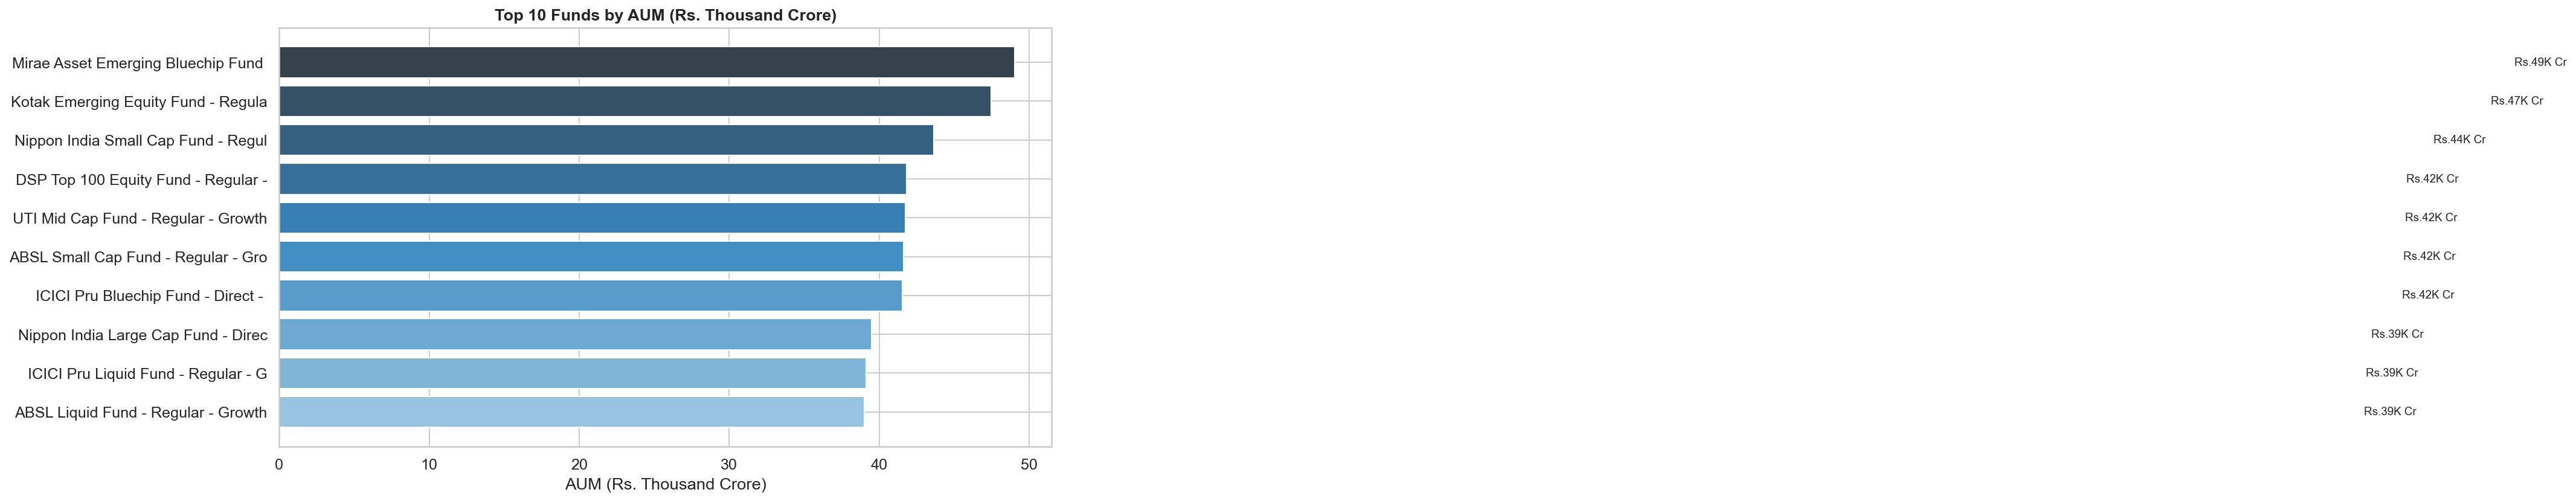 Top 10 Funds by AUM (Rs. Thousand Crore)
Mirae Asset Emerging Bluechip Fund
Rs.49K Cr
Kotak Emerging Equity Fund - Regula
Rs.47K Cr
Nippon India Small Cap Fund - Regul
Rs.44K Cr
DSP Top 100 Equity Fund - Regular -
Rs.42K Cr
UTI Mid Cap Fund - Regular - Growth
Rs.42K Cr
ABSL Small Cap Fund - Regular - Gro
Rs.42K Cr
ICICI Pru Bluechip Fund - Direct -
Rs.42K Cr
Nippon India Large Cap Fund - Direc
Rs.39K Cr
ICICI Pru Liquid Fund - Regular - G
Rs.39K Cr
ABSL Liquid Fund - Regular - Growth
Rs.39K Cr
0 10 20 30 40 50
AUM (Rs. Thousand Crore)